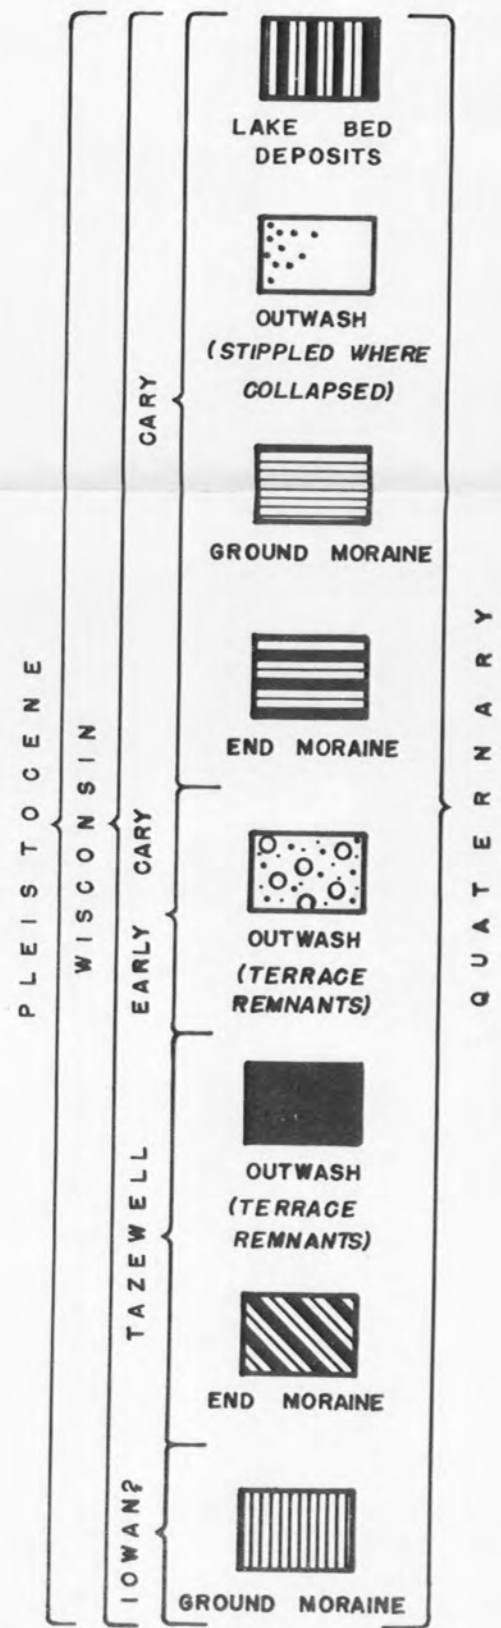 LAKE BED
DEPOSITS
OUTWASH
(STIPPLED WHERE
COLLAPSED)
GROUND MORAINE
END MORAINE
OUTWASH
(TERRACE
REMNANTS)
OUTWASH
(TERRACE
REMNANTS)
END MORAINE
GROUND MORAINE
CARY
EARLY CARY
TAZEWELL
IOWAN?
WISCONSIN
PLEISTOCENE
QUATERNARY